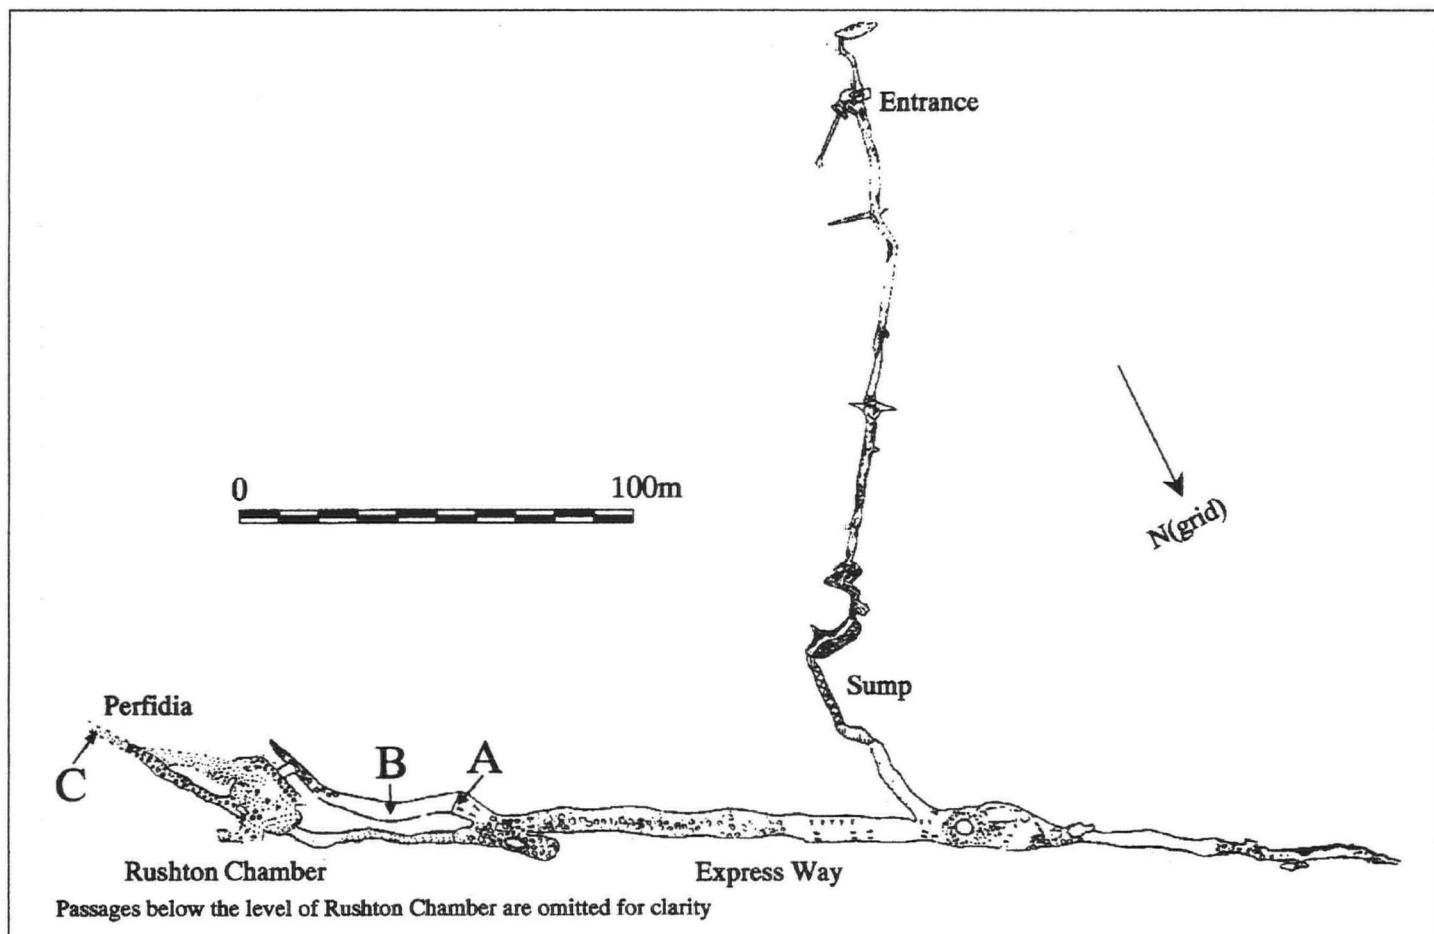 Entrance
0 100m
N(grid)
Sump
Perfidia
C B A
Rushton Chamber Express Way
Passages below the level of Rushton Chamber are omitted for clarity